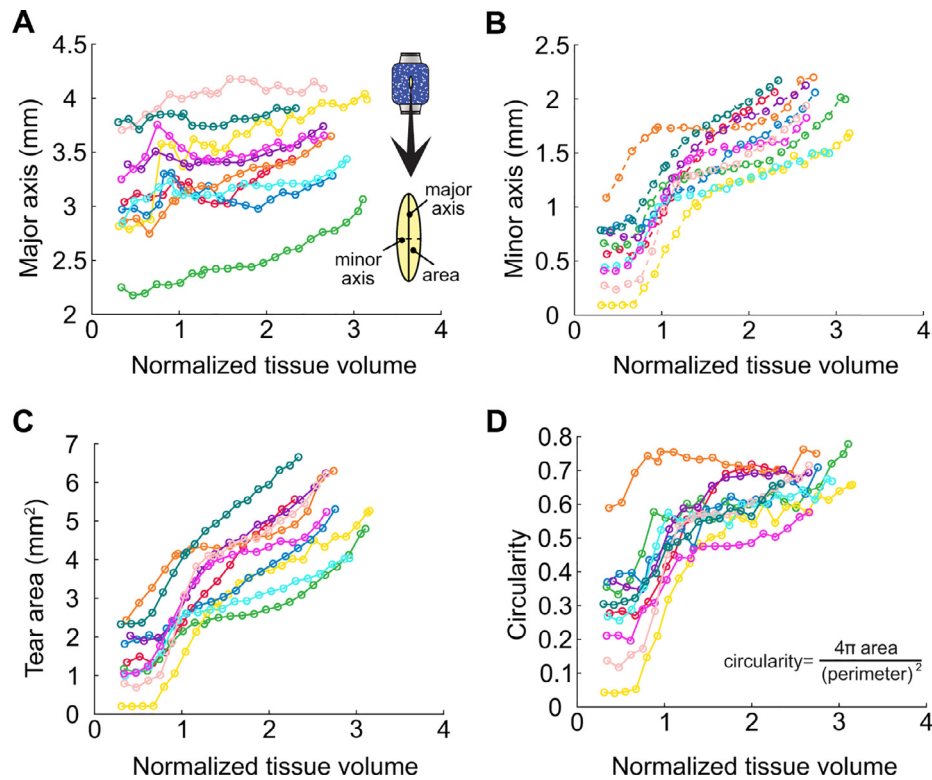 A
Major axis (mm)
4.5
4
3.5
3
2.5
2
0
1
2
3
4
Normalized tissue volume
major
axis
minor
axis
area
B
Minor axis (mm)
2.5
2
1.5
1
0.5
0
0
1
2
3
4
Normalized tissue volume
C
Tear area (mm²)
7
6
5
4
3
2
1
0
0
1
2
3
4
Normalized tissue volume
D
Circularity
0.8
0.7
0.6
0.5
0.4
0.3
0.2
0.1
0
0
1
2
3
4
circularity= 4π area
(perimeter)²
Normalized tissue volume